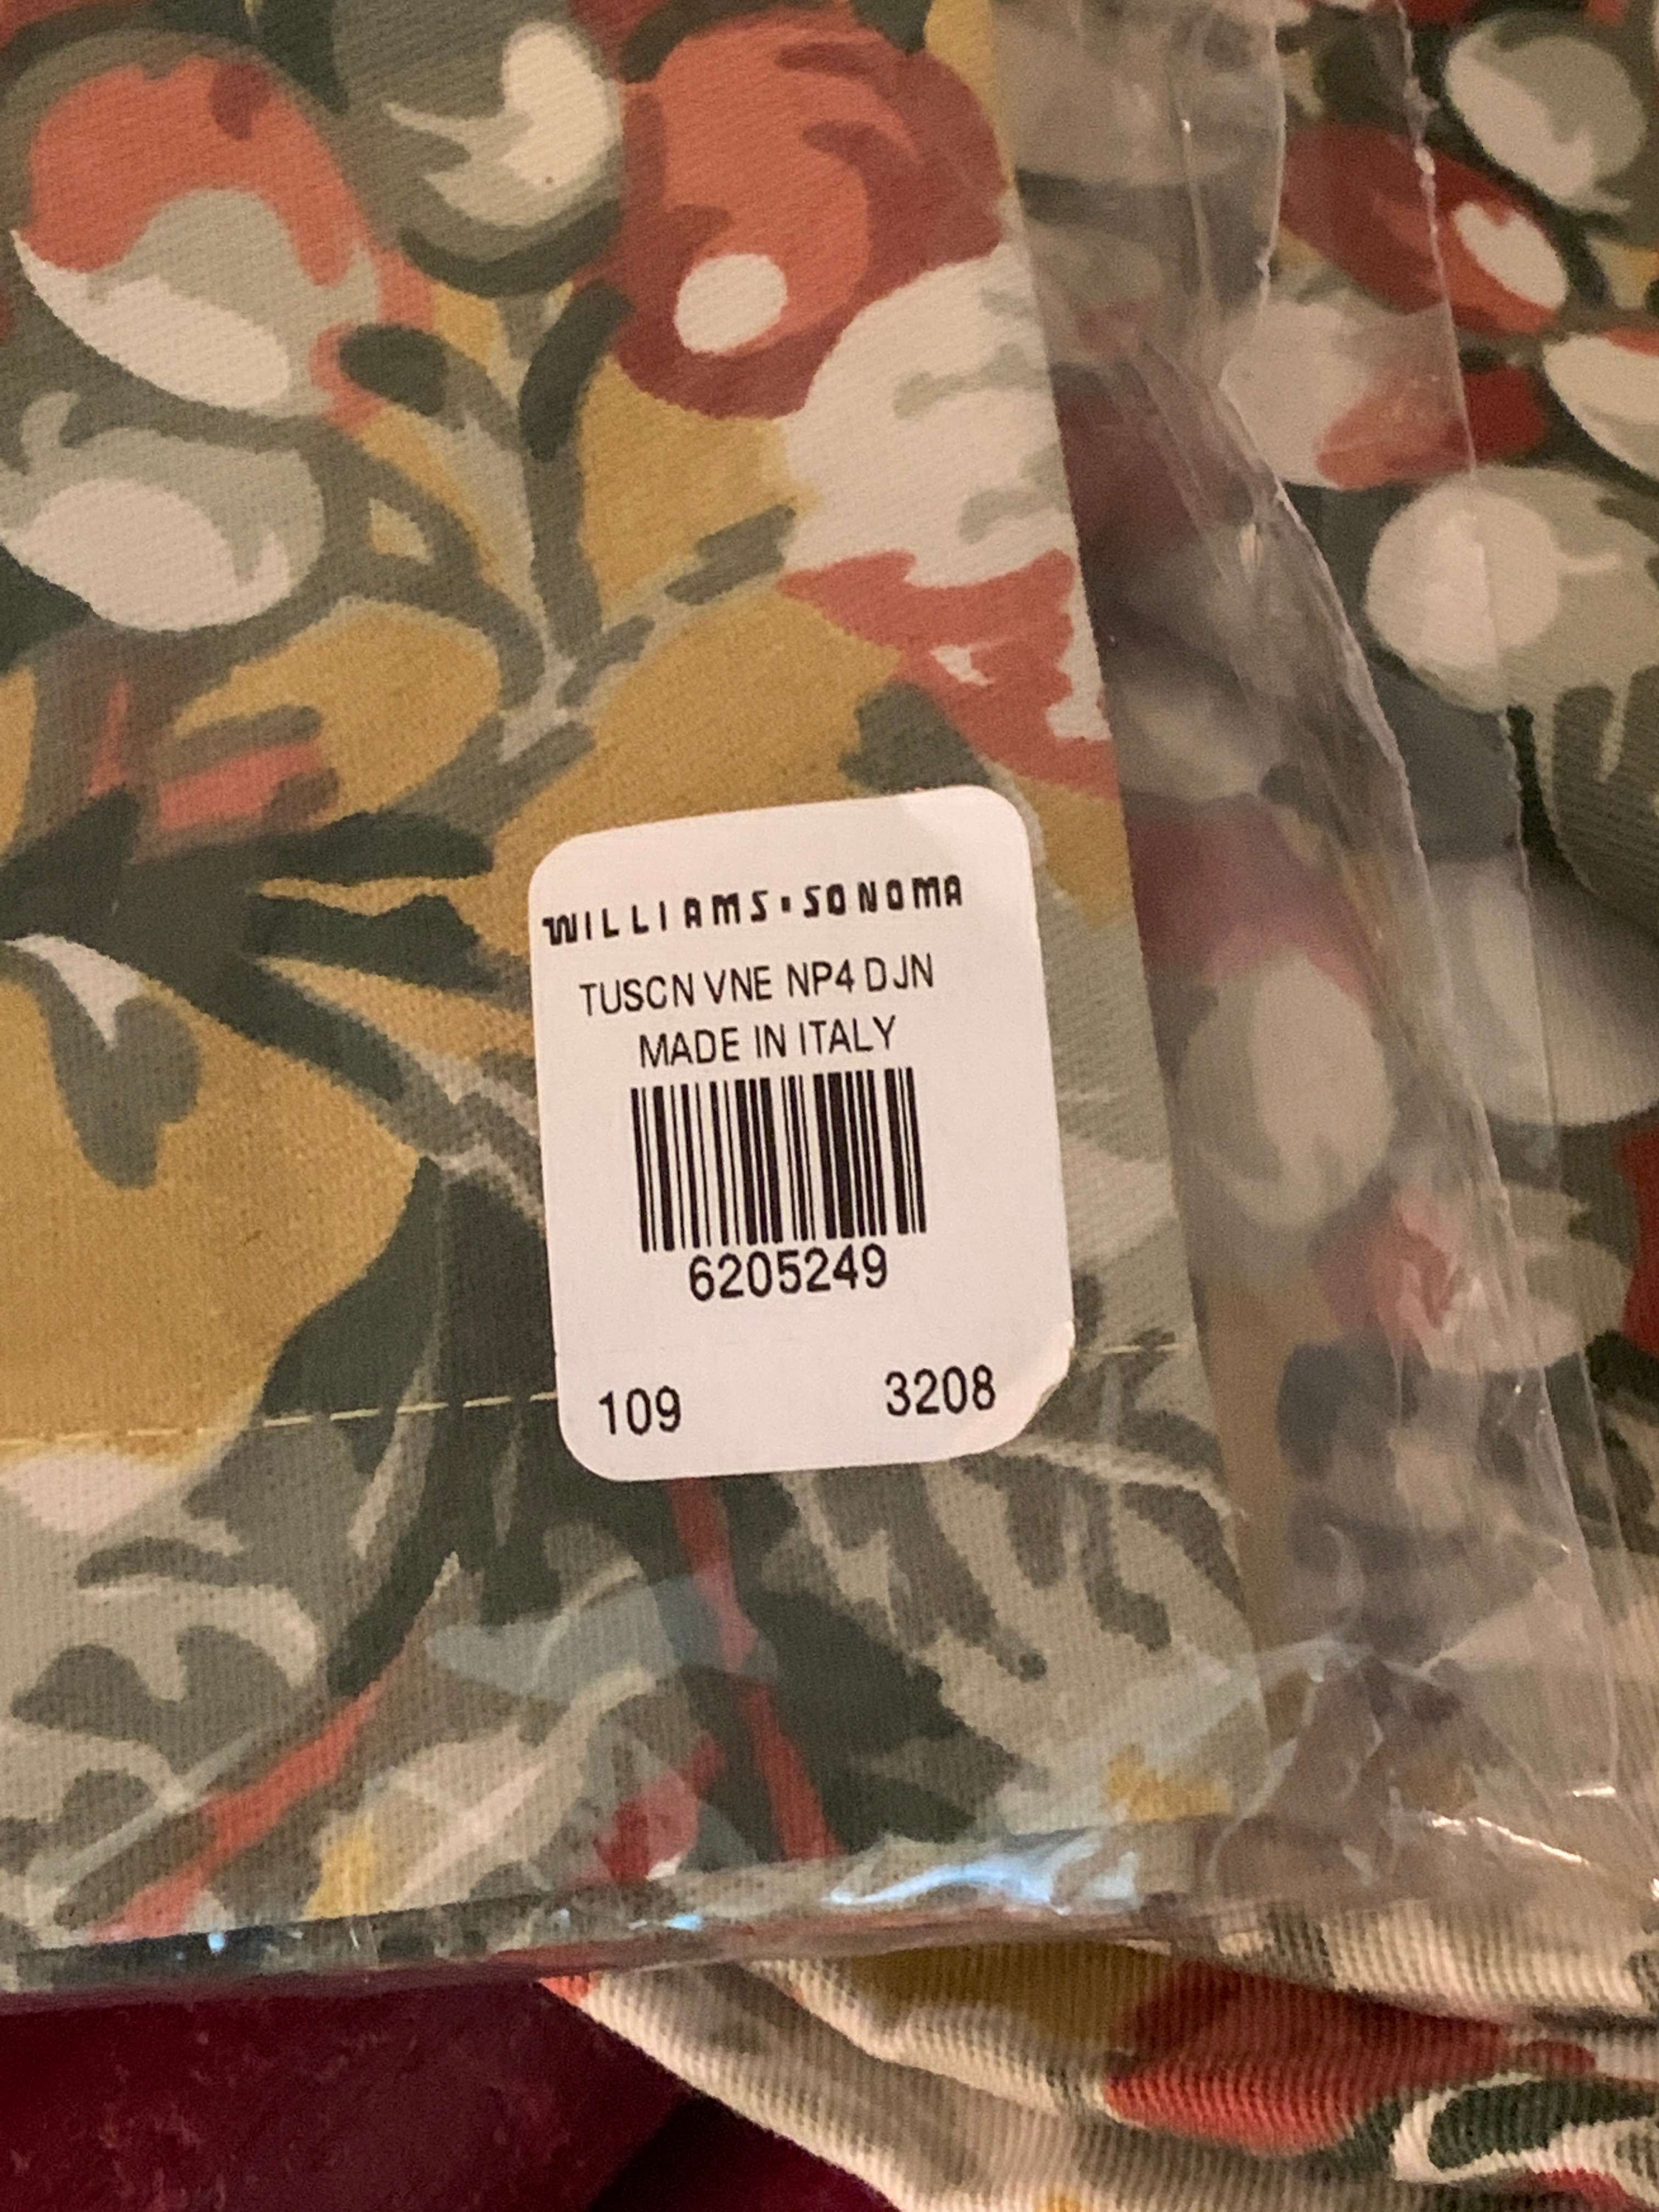 WILLIAMS▪SONOMA
TUSCN VNE NP4 DJN
MADE IN ITALY
6205249
109 3208